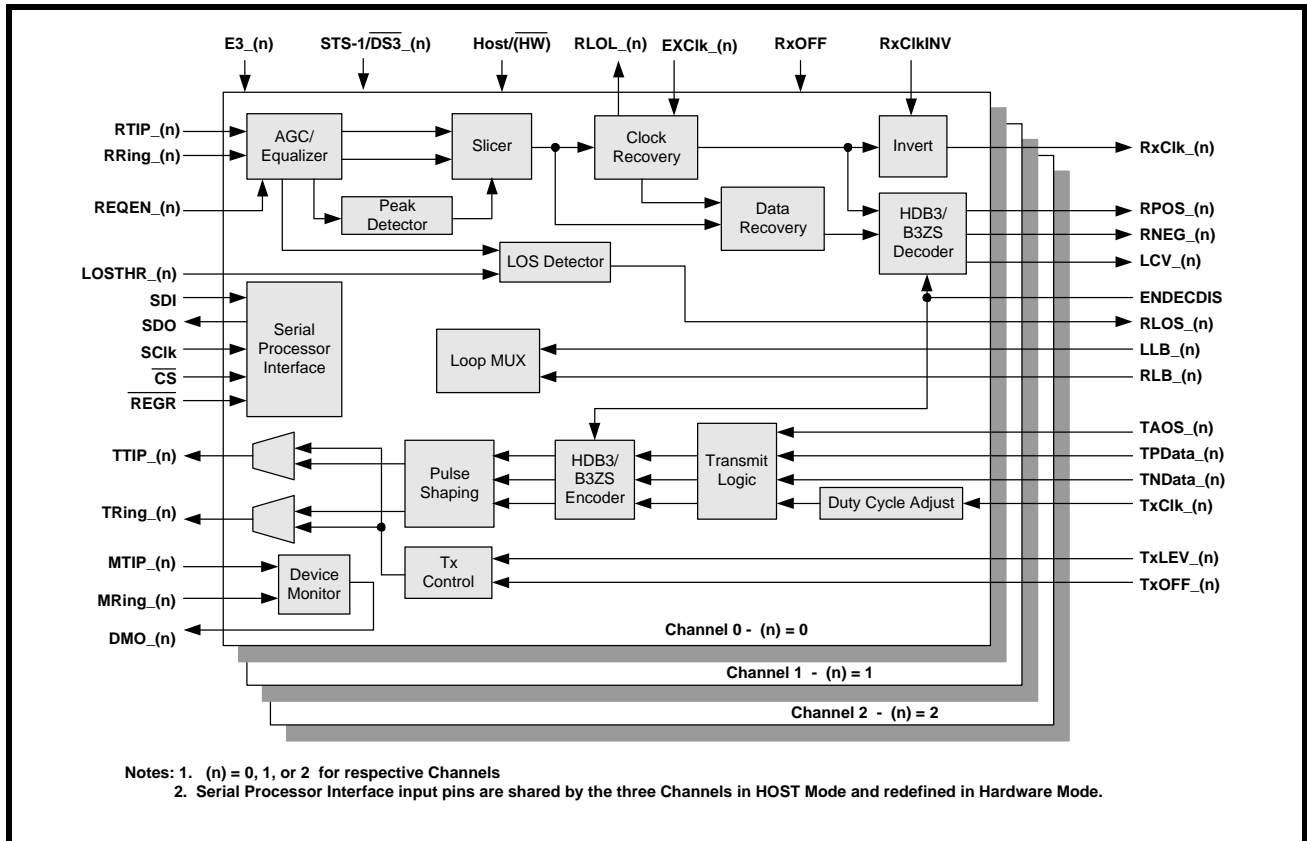 E3_(n)
STS-1/DS3_(n)
Host/(HW)
RLOL_(n)
EXClk_(n)
RxOFF
RxClkINV
RTIP_(n)
RRing_(n)
REQEN_(n)
LOSTHR_(n)
SDI
SDO
SClk
CS
REGR
TTIP_(n)
TRing_(n)
MTIP_(n)
MRing_(n)
DMO_(n)
AGC/
Equalizer
Peak
Detector
Slicer
LOS Detector
Clock
Recovery
Data
Recovery
Invert
HDB3/
B3ZS
Decoder
Serial
Processor
Interface
Loop MUX
Pulse
Shaping
HDB3/
B3ZS
Encoder
Transmit
Logic
Duty Cycle Adjust
Tx
Control
Device
Monitor
RxClk_(n)
RPOS_(n)
RNEG_(n)
LCV_(n)
ENDECDIS
RLOS_(n)
LLB_(n)
RLB_(n)
TAOS_(n)
TPData_(n)
TNData_(n)
TxClk_(n)
TxLEV_(n)
TxOFF_(n)
Channel 0 - (n) = 0
Channel 1 - (n) = 1
Channel 2 - (n) = 2
Notes: 1. (n) = 0, 1, or 2 for respective Channels
2. Serial Processor Interface input pins are shared by the three Channels in HOST Mode and redefined in Hardware Mode.